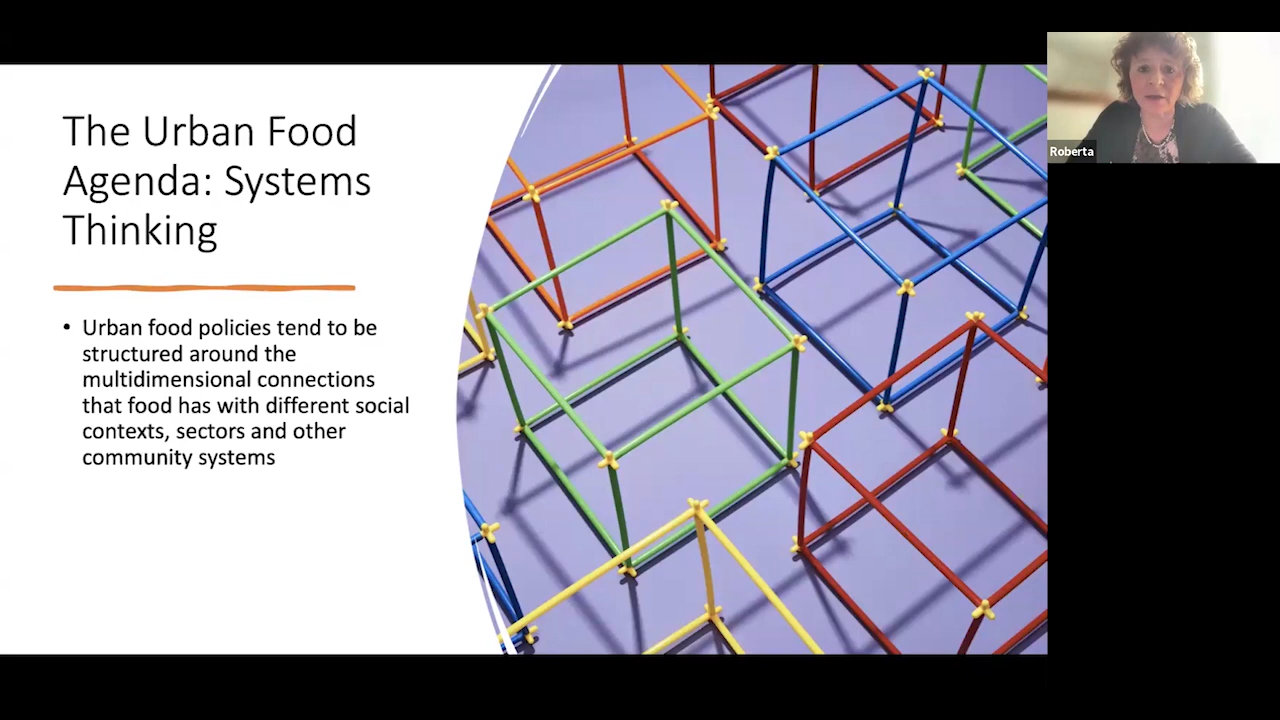 The Urban Food
Agenda: Systems
Thinking
• Urban food policies tend to be
structured around the
multidimensional connections
that food has with different social
contexts, sectors and other
community systems
Roberta